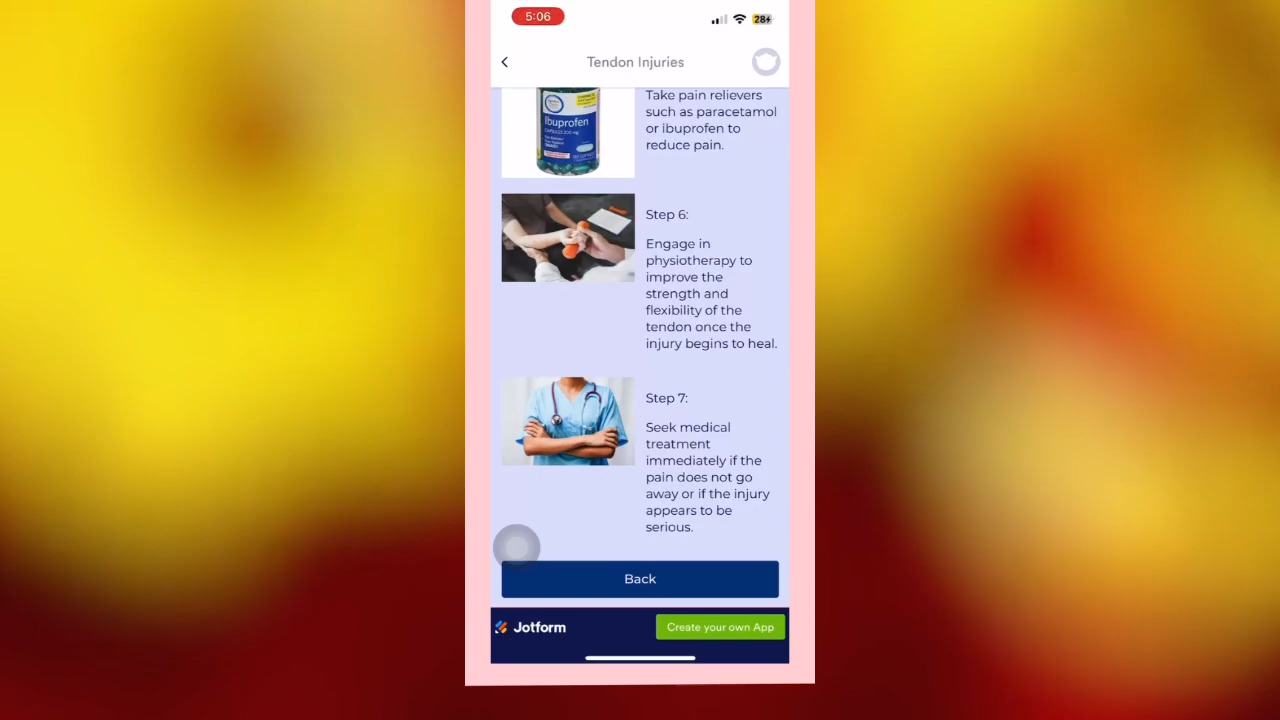 5:06
28
Tendon Injuries
Take pain relievers
such as paracetamol
or ibuprofen to
reduce pain.
Ibuprofen
Step 6:
Engage in
physiotherapy to
improve the
strength and
flexibility of the
tendon once the
injury begins to heal.
Step 7:
Seek medical
treatment
immediately if the
pain does not go
away or if the injury
appears to be
serious.
Back
Jotform
Create your own App